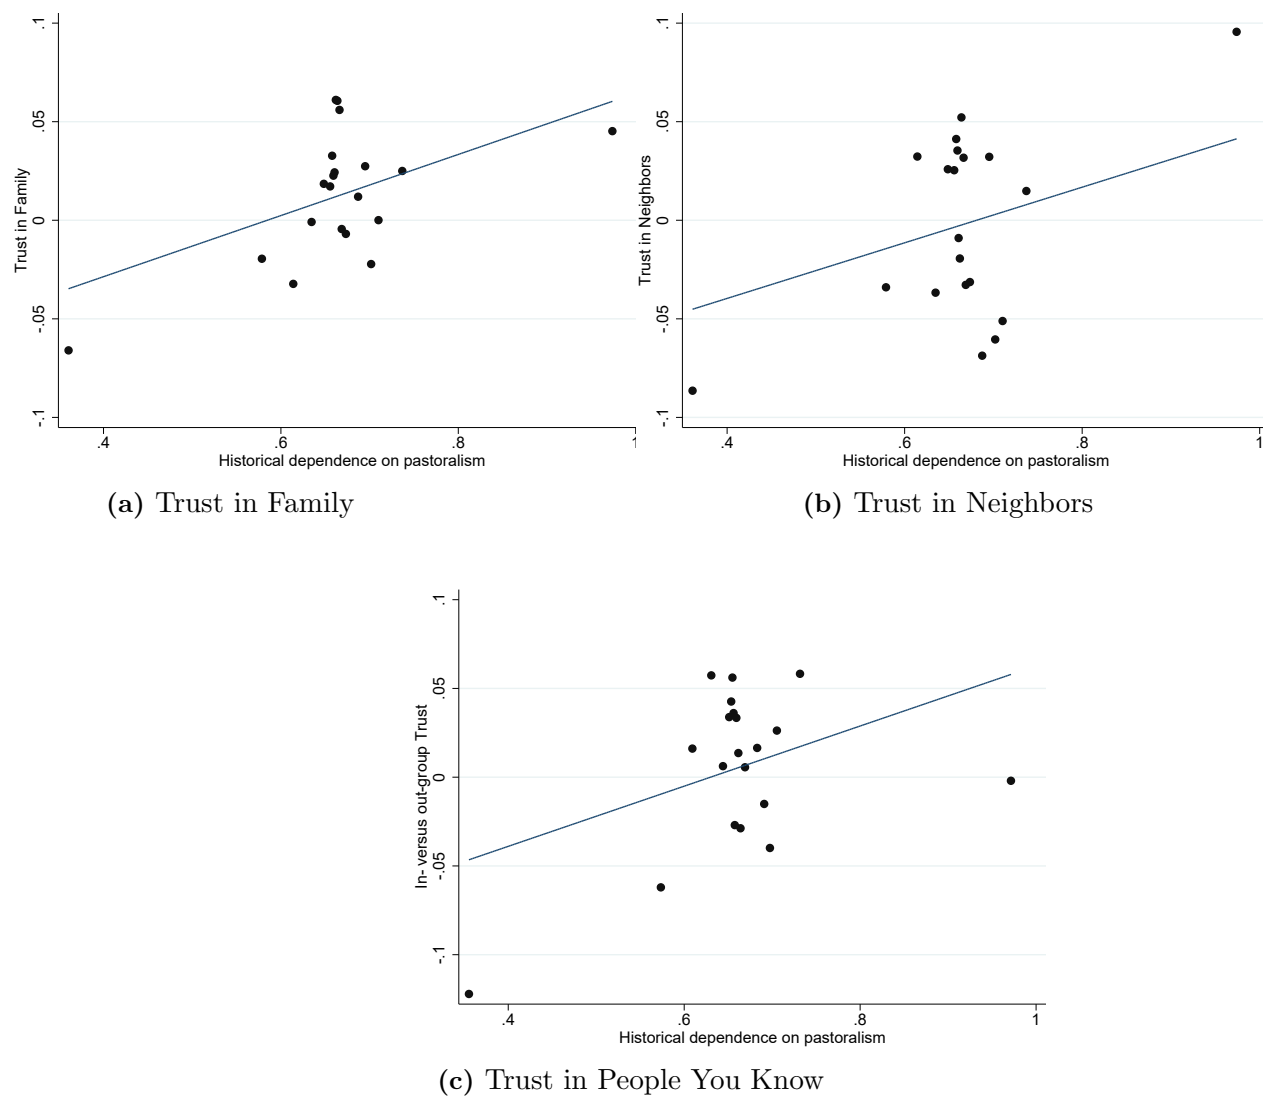 .1
.05
0
-.05
-.1
Trust in Family
.4 .6 .8 1
Historical dependence on pastoralism
(a) Trust in Family
.1
.05
0
-.05
-.1
Trust in Neighbors
.4 .6 .8 1
Historical dependence on pastoralism
(b) Trust in Neighbors
.1
.05
0
-.05
-.1
In-versus out-group Trust
.4 .6 .8 1
Historical dependence on pastoralism
(c) Trust in People You Know